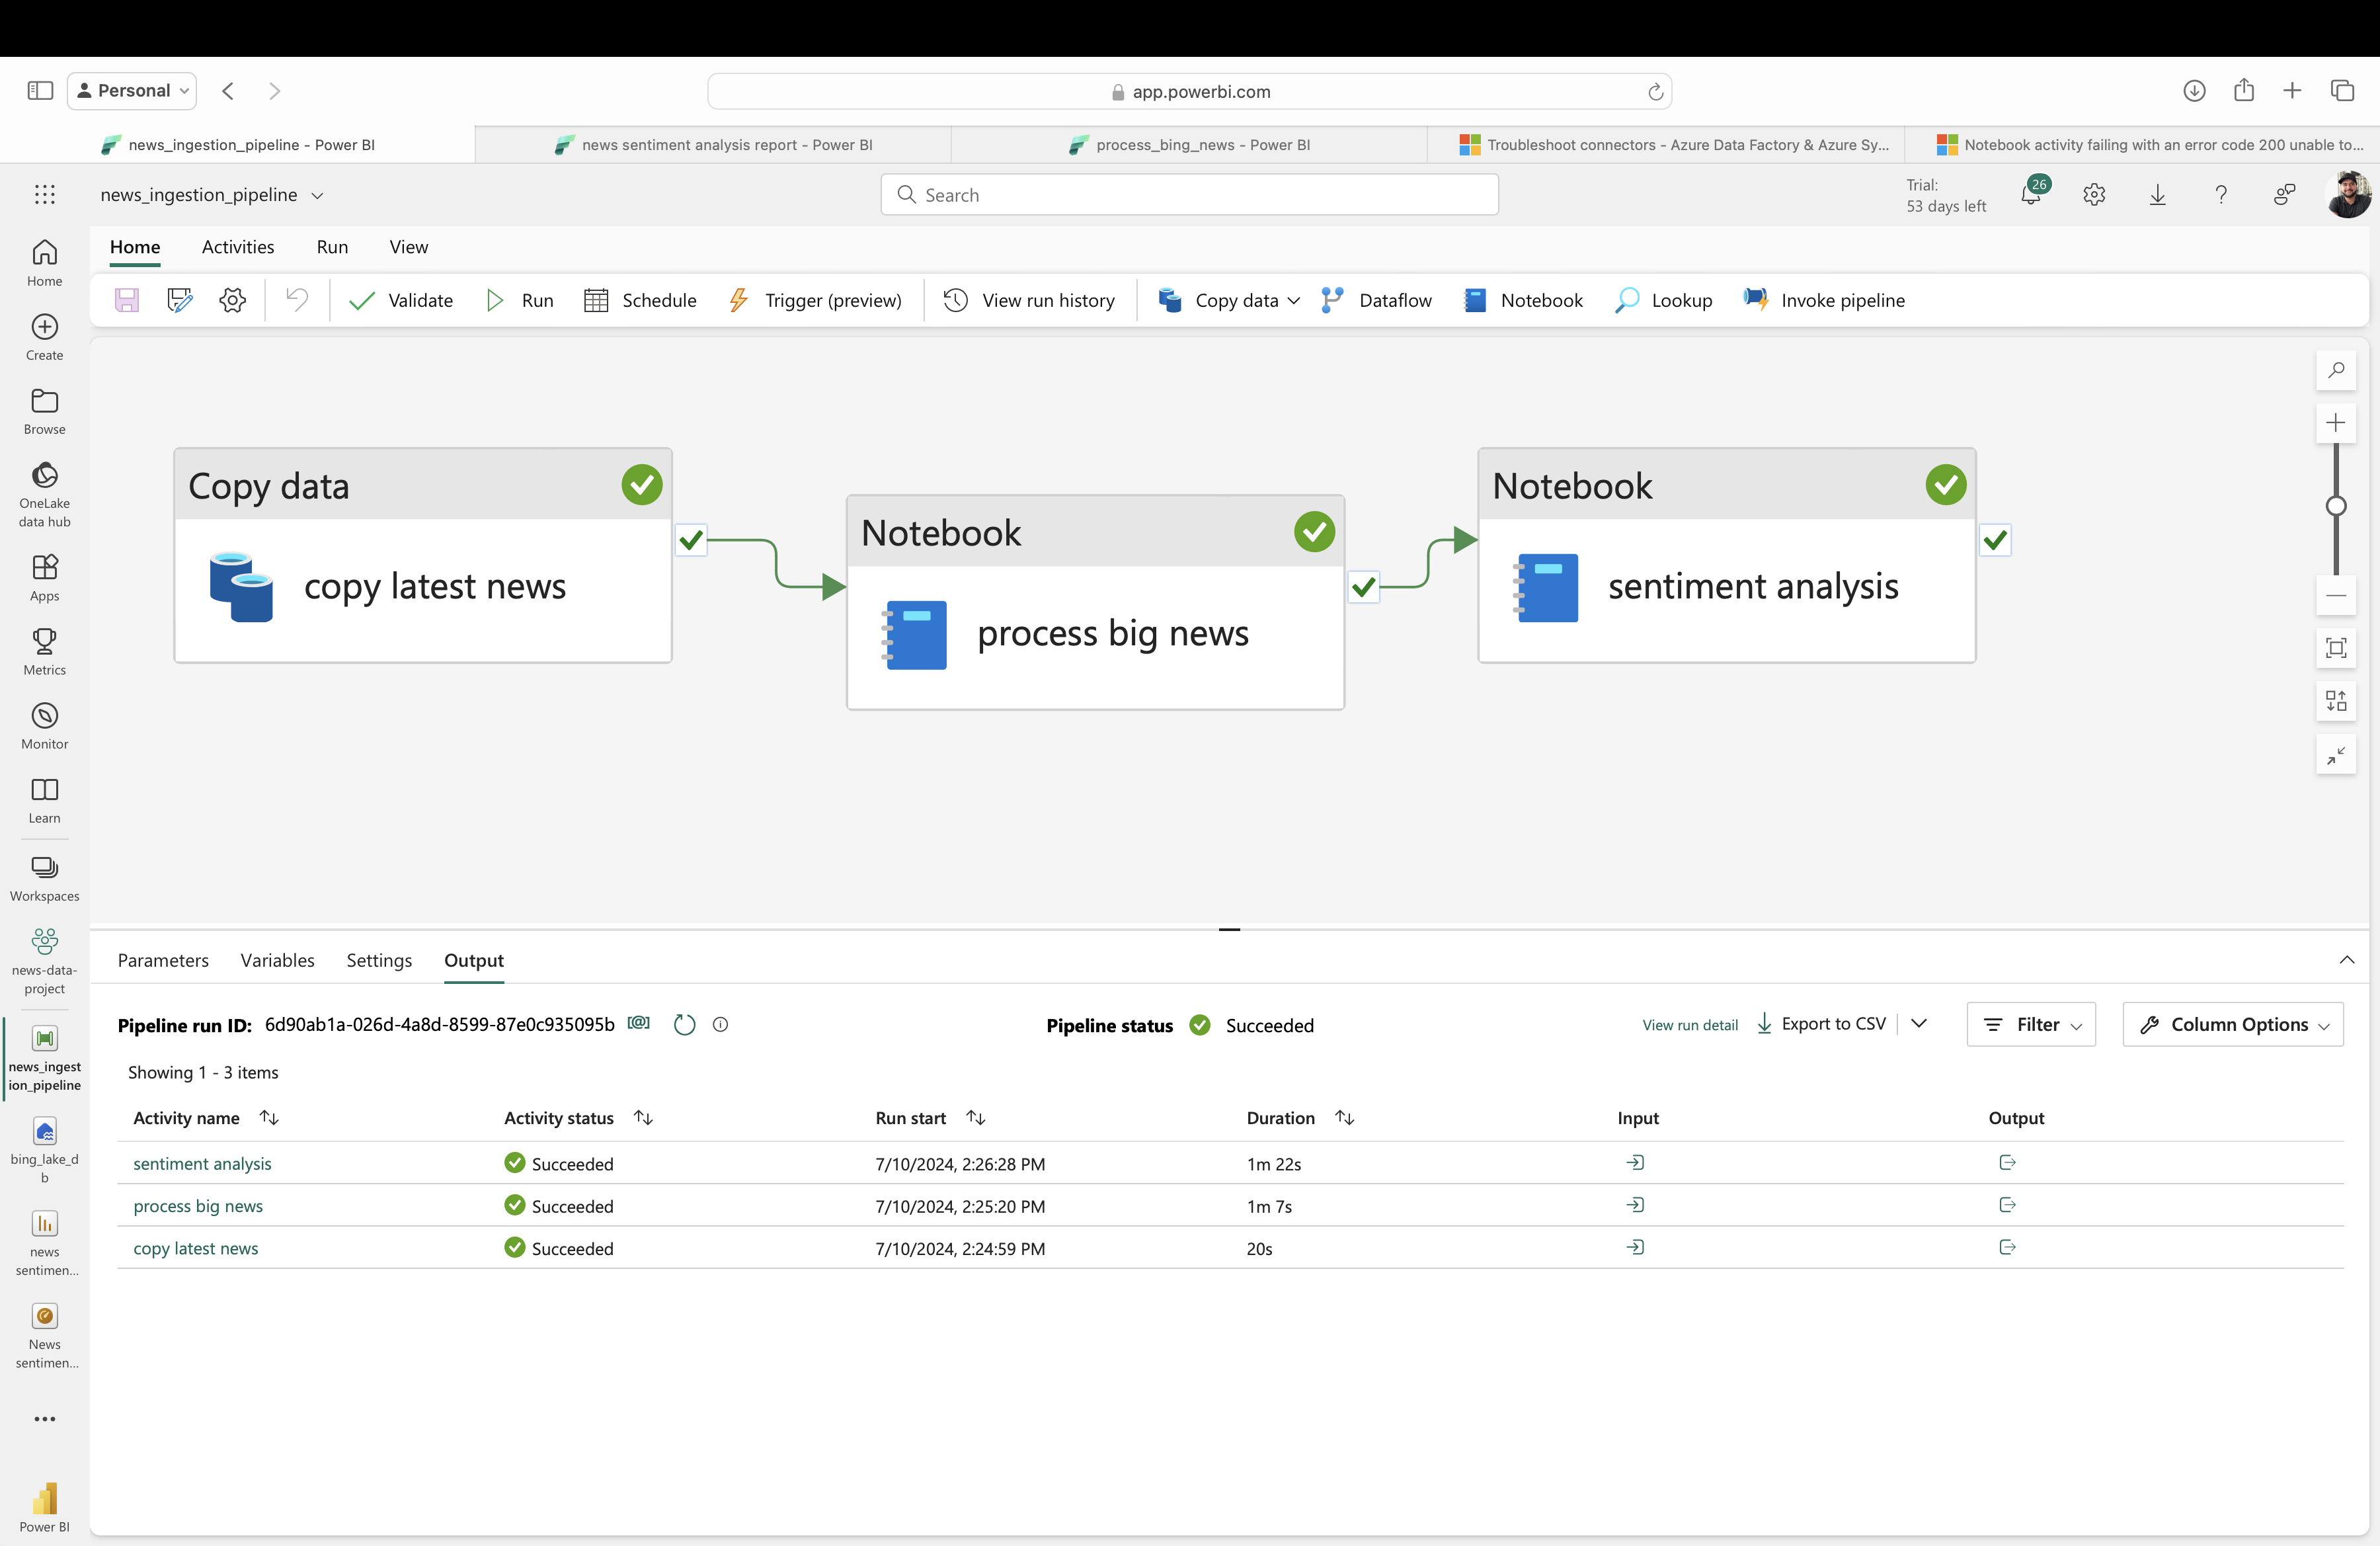 Personal
app.powerbi.com
news_ingestion_pipeline - Power BI
news sentiment analysis report - Power BI
process_bing_news - Power BI
Troubleshoot connectors - Azure Data Factory & Azure Sy...
Notebook activity failing with an error code 200 unable to...
news_ingestion_pipeline
Search
Trial:
53 days left
26
Home
Activities
Run
View
Validate
Run
Schedule
Trigger (preview)
View run history
Copy data
Dataflow
Notebook
Lookup
Invoke pipeline
Home
Create
Browse
OneLake
data hub
Apps
Metrics
Monitor
Learn
Workspaces
news-data-
project
news_ingest
ion_pipeline
bing_lake_d
b
news
sentimen...
News
sentimen...
Power BI
Copy data
copy latest news
Notebook
process big news
Notebook
sentiment analysis
Parameters
Variables
Settings
Output
Pipeline run ID: 6d90ab1a-026d-4a8d-8599-87e0c935095b
Pipeline status Succeeded
View run detail
Export to CSV
Filter
Column Options
Showing 1 - 3 items
Activity name Activity status Run start Duration Input Output
sentiment analysis Succeeded 7/10/2024, 2:26:28 PM 1m 22s
process big news Succeeded 7/10/2024, 2:25:20 PM 1m 7s
copy latest news Succeeded 7/10/2024, 2:24:59 PM 20s